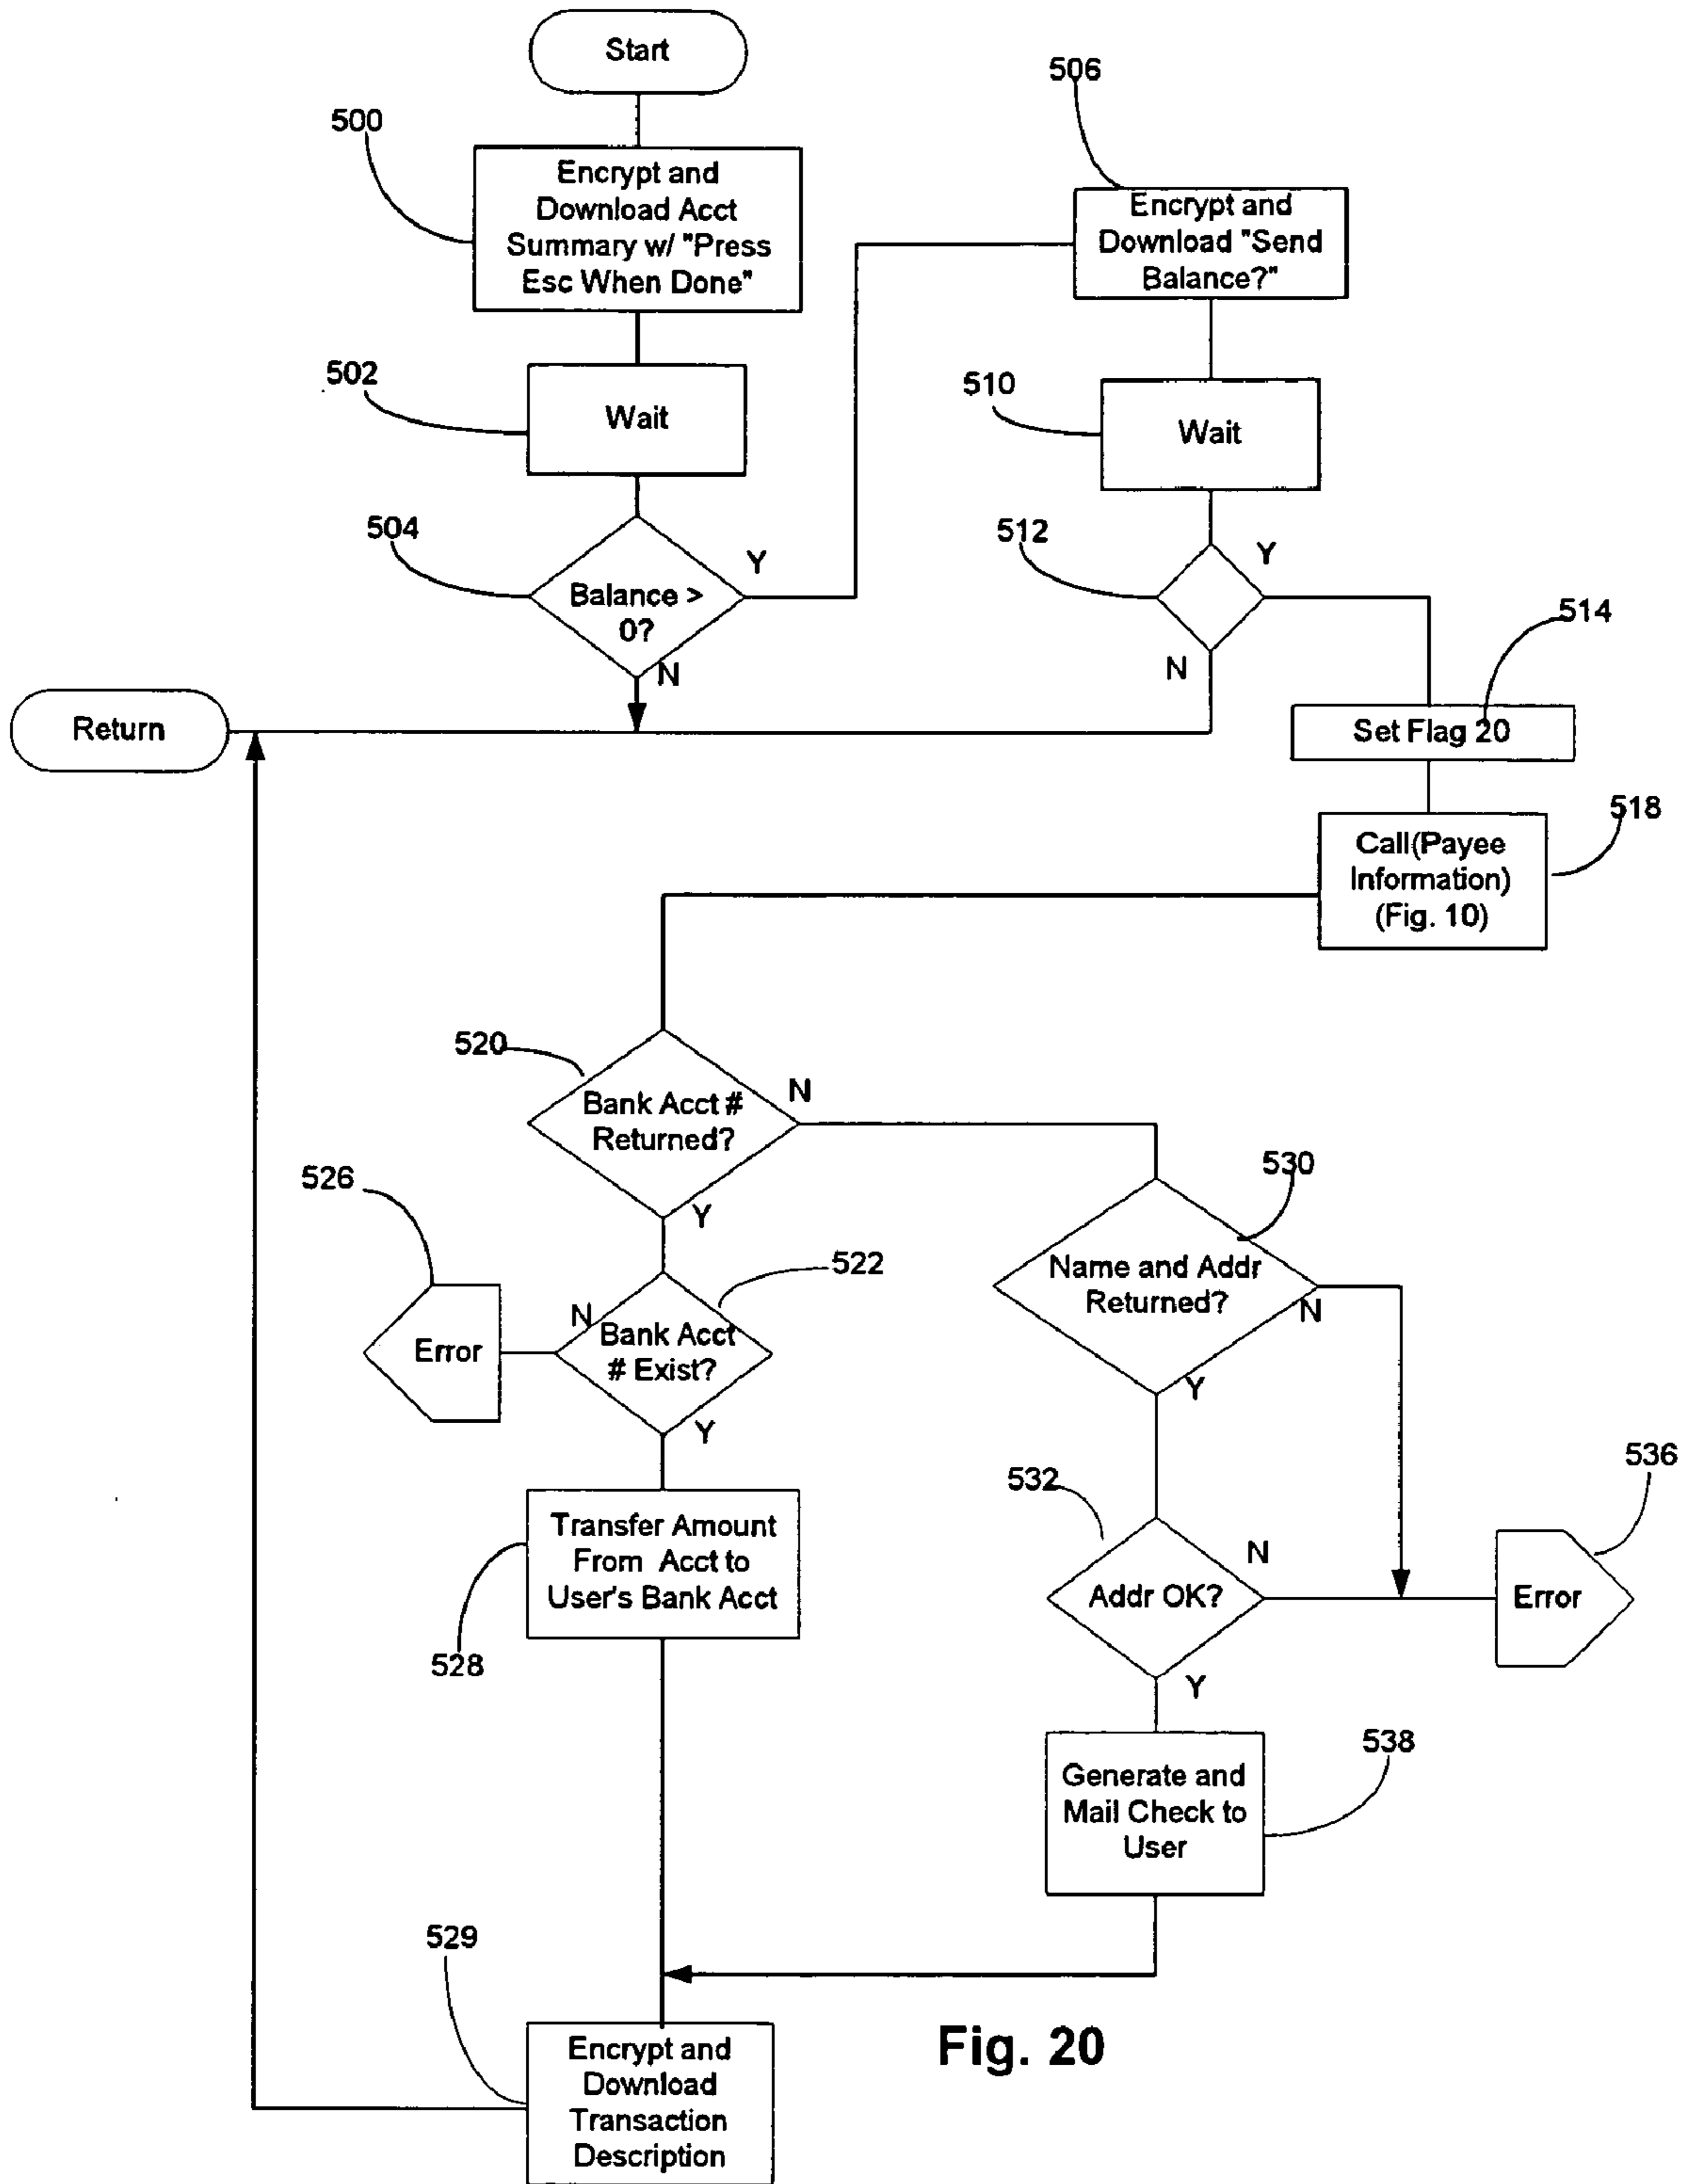 Start
500
Encrypt and
Download Acct
Summary w/ "Press
Esc When Done"
506
Encrypt and
Download "Send
Balance?"
502
Wait
510
Wait
504
Balance >
0?
Y
N
512
Y
N
514
Set Flag 20
Return
518
Call(Payee
Information)
(Fig. 10)
520
Bank Acct #
Returned?
N
Y
530
Name and Addr
Returned?
N
Y
526
Error
522
N
Bank Acct
# Exist?
Y
532
Addr OK?
N
Y
536
Error
Transfer Amount
From Acct to
User's Bank Acct
528
538
Generate and
Mail Check to
User
529
Encrypt and
Download
Transaction
Description
Fig. 20